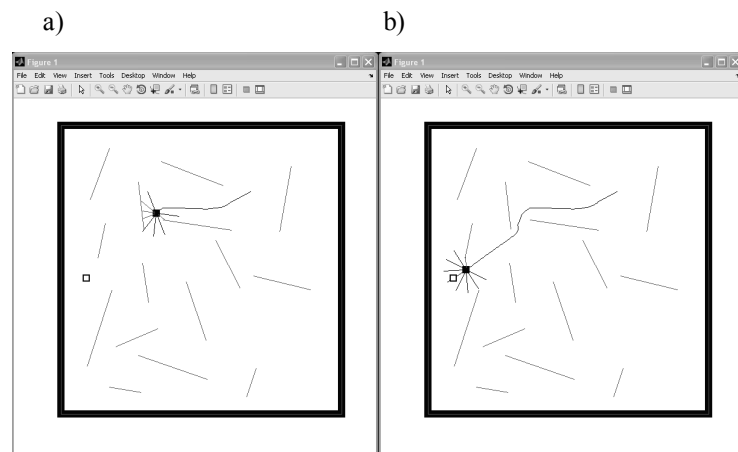 a) b)
Figure 1 Figure 1
File Edit View Insert Tools Desktop Window Help File Edit View Insert Tools Desktop Window Help